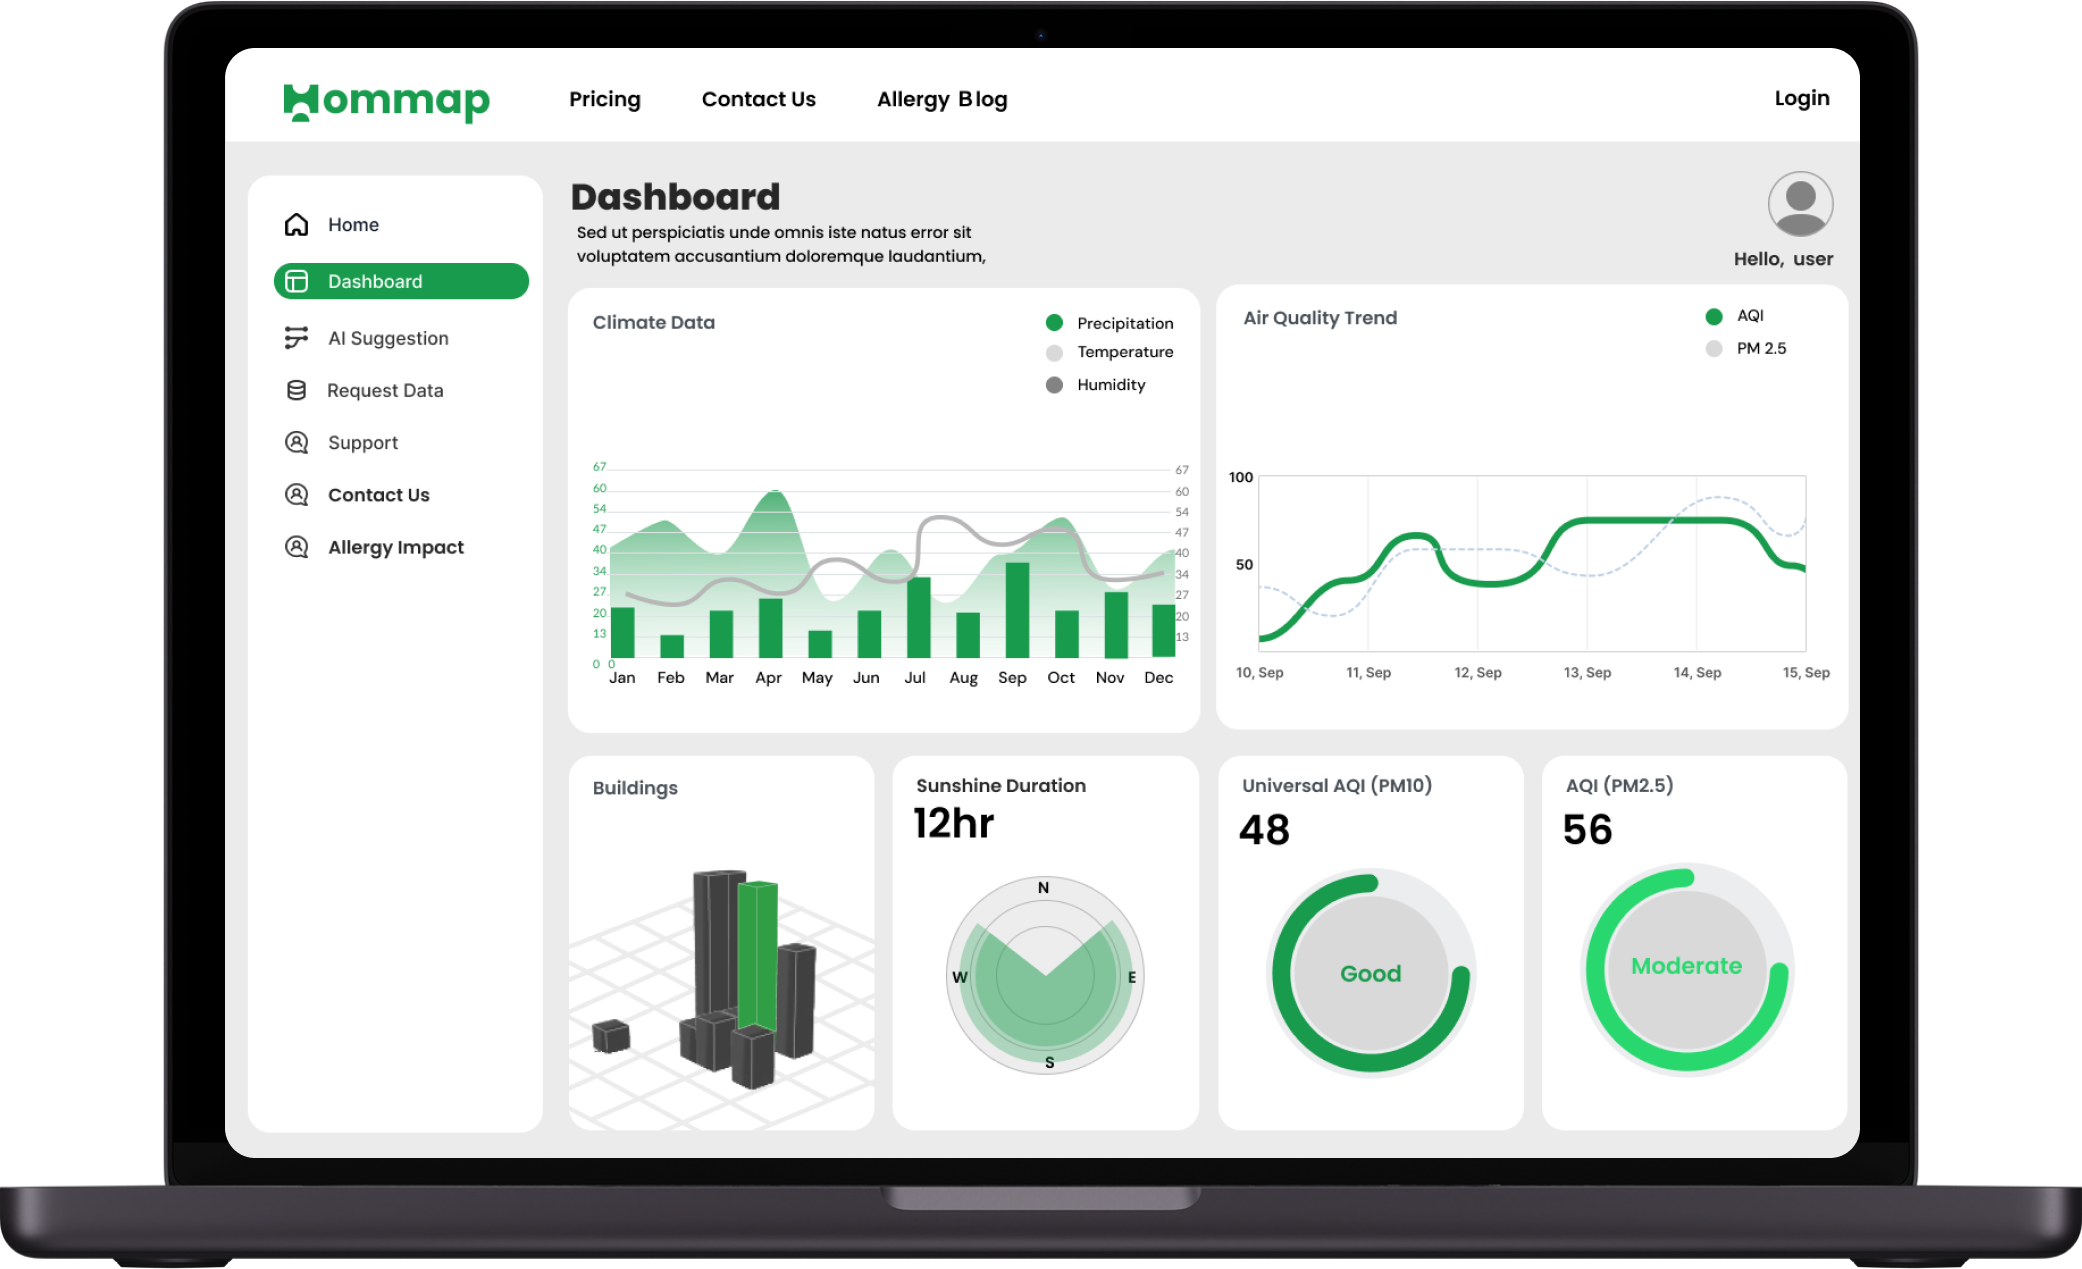 Hommap
Pricing
Contact Us
Allergy Blog
Login
Home
Dashboard
AI Suggestion
Request Data
Support
Contact Us
Allergy Impact
Dashboard
Sed ut perspiciatis unde omnis iste natus error sit
voluptatem accusantium doloremque laudantium,
Hello, user
Climate Data
Precipitation
Temperature
Humidity
67
60
54
47
40
34
27
20
13
0 0
67
60
54
47
40
34
27
20
13
Jan Feb Mar Apr May Jun Jul Aug Sep Oct Nov Dec
Air Quality Trend
AQI
PM 2.5
100
50
10, Sep 11, Sep 12, Sep 13, Sep 14, Sep 15, Sep
Buildings
Sunshine Duration
12hr
N
W
E
S
Universal AQI (PM10)
48
Good
AQI (PM2.5)
56
Moderate